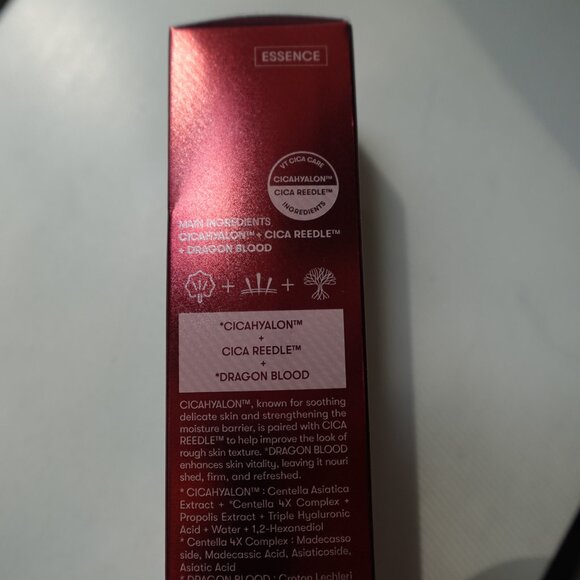 ESSENCE
VT CICA CARE
CICAHYALON™
CICA REEDLE™
INGREDIENTS
MAIN INGREDIENTS
CICAHYALON™ + CICA REEDLE™
+ DRAGON BLOOD
+ +
*CICAHYALON™
+
CICA REEDLE™
+
*DRAGON BLOOD
CICAHYALON™, known for soothing
delicate skin and strengthening the
moisture barrier, is paired with CICA
REEDLE™ to help improve the look of
rough skin texture. *DRAGON BLOOD
enhances skin vitality, leaving it nouri
shed, firm, and refreshed.
* CICAHYALON™ : Centella Asiatica
Extract + *Centella 4X Complex +
Propolis Extract + Triple Hyaluronic
Acid + Water + 1,2-Hexanediol
* Centella 4X Complex : Madecasso
side, Madecassic Acid, Asiaticoside,
Asiatic Acid
* DRAGON BLOOD : Croton Lechleri